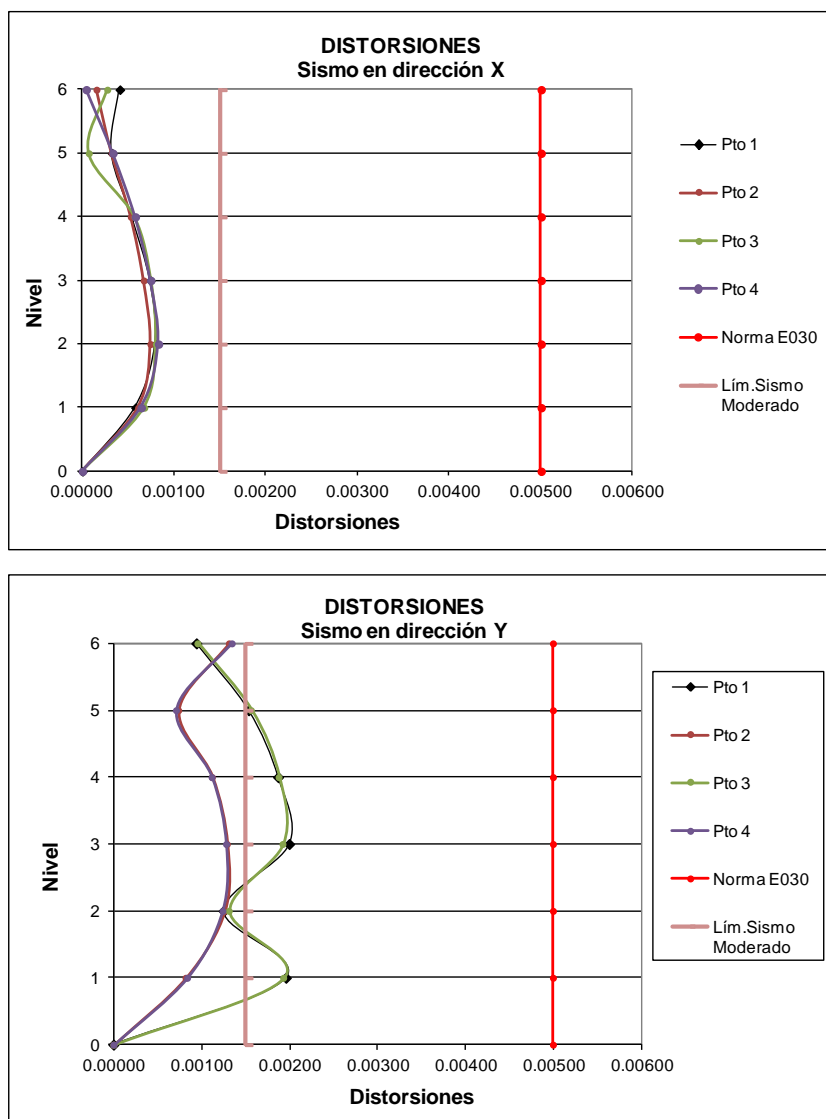 DISTORSIONES
Sismo en dirección X
6
5
4
3
2
1
0
Nivel
0.00000 0.00100 0.00200 0.00300 0.00400 0.00500 0.00600
Distorsiones
Pto 1
Pto 2
Pto 3
Pto 4
Norma E030
Lím.Sismo
Moderado
DISTORSIONES
Sismo en dirección Y
6
5
4
3
2
1
0
Nivel
0.00000 0.00100 0.00200 0.00300 0.00400 0.00500 0.00600
Distorsiones
Pto 1
Pto 2
Pto 3
Pto 4
Norma E030
Lím.Sismo
Moderado